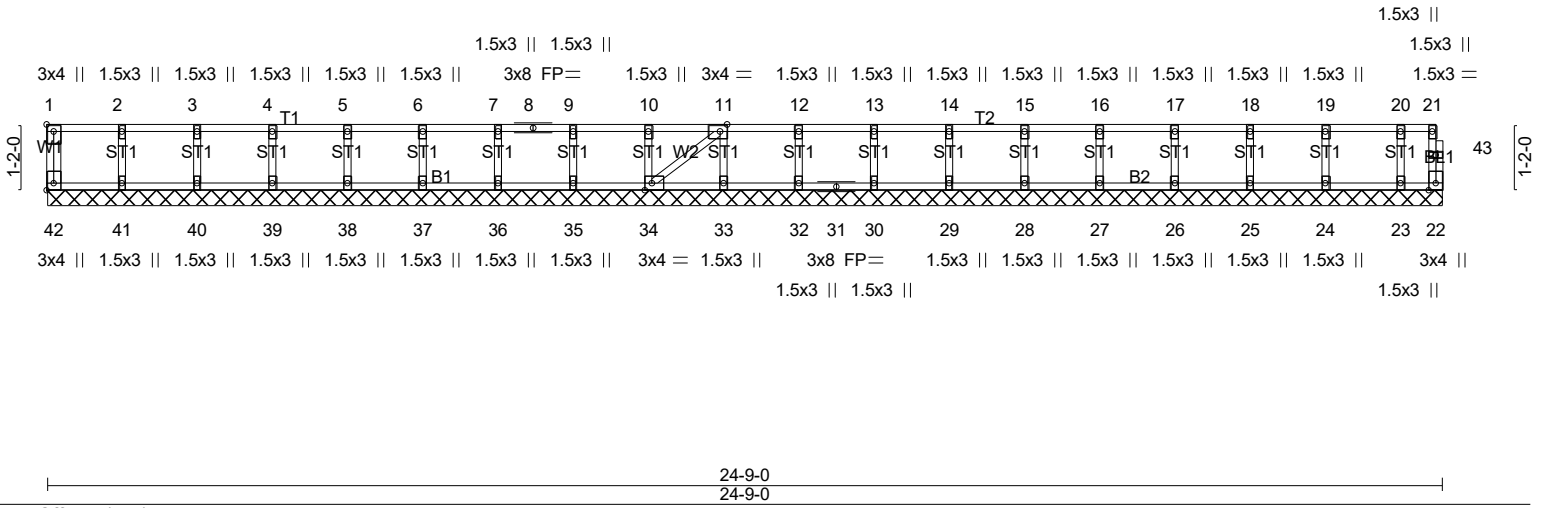 1.5x3 ||
1.5x3 || 1.5x3 || 1.5x3 ||
3x4 || 1.5x3 || 1.5x3 || 1.5x3 || 1.5x3 || 1.5x3 || 3x8 FP= 1.5x3 || 3x4 = 1.5x3 || 1.5x3 || 1.5x3 || 1.5x3 || 1.5x3 || 1.5x3 || 1.5x3 || 1.5x3 || 1.5x3 =
1 2 3 4 5 6 7 8 9 10 11 12 13 14 15 16 17 18 19 20 21
T1 T2
1-2-0 W1 ST1 ST1 ST1 ST1 ST1 ST1 ST1 ST1 W2 ST1 ST1 ST1 ST1 ST1 ST1 ST1 ST1 ST1 ST1 43 1-2-0
B1 B2
42 41 40 39 38 37 36 35 34 33 32 31 30 29 28 27 26 25 24 23 22
3x4 || 1.5x3 || 1.5x3 || 1.5x3 || 1.5x3 || 1.5x3 || 1.5x3 || 1.5x3 || 3x4 = 1.5x3 || 3x8 FP= 1.5x3 || 1.5x3 || 1.5x3 || 1.5x3 || 1.5x3 || 1.5x3 || 3x4 ||
1.5x3 || 1.5x3 || 1.5x3 ||
24-9-0
24-9-0